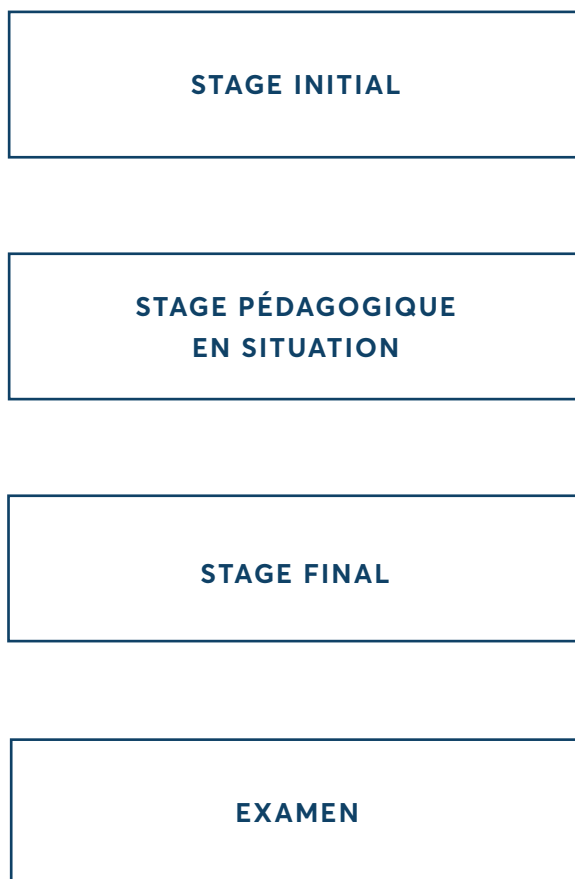 STAGE INITIAL
STAGE PÉDAGOGIQUE
EN SITUATION
STAGE FINAL
EXAMEN